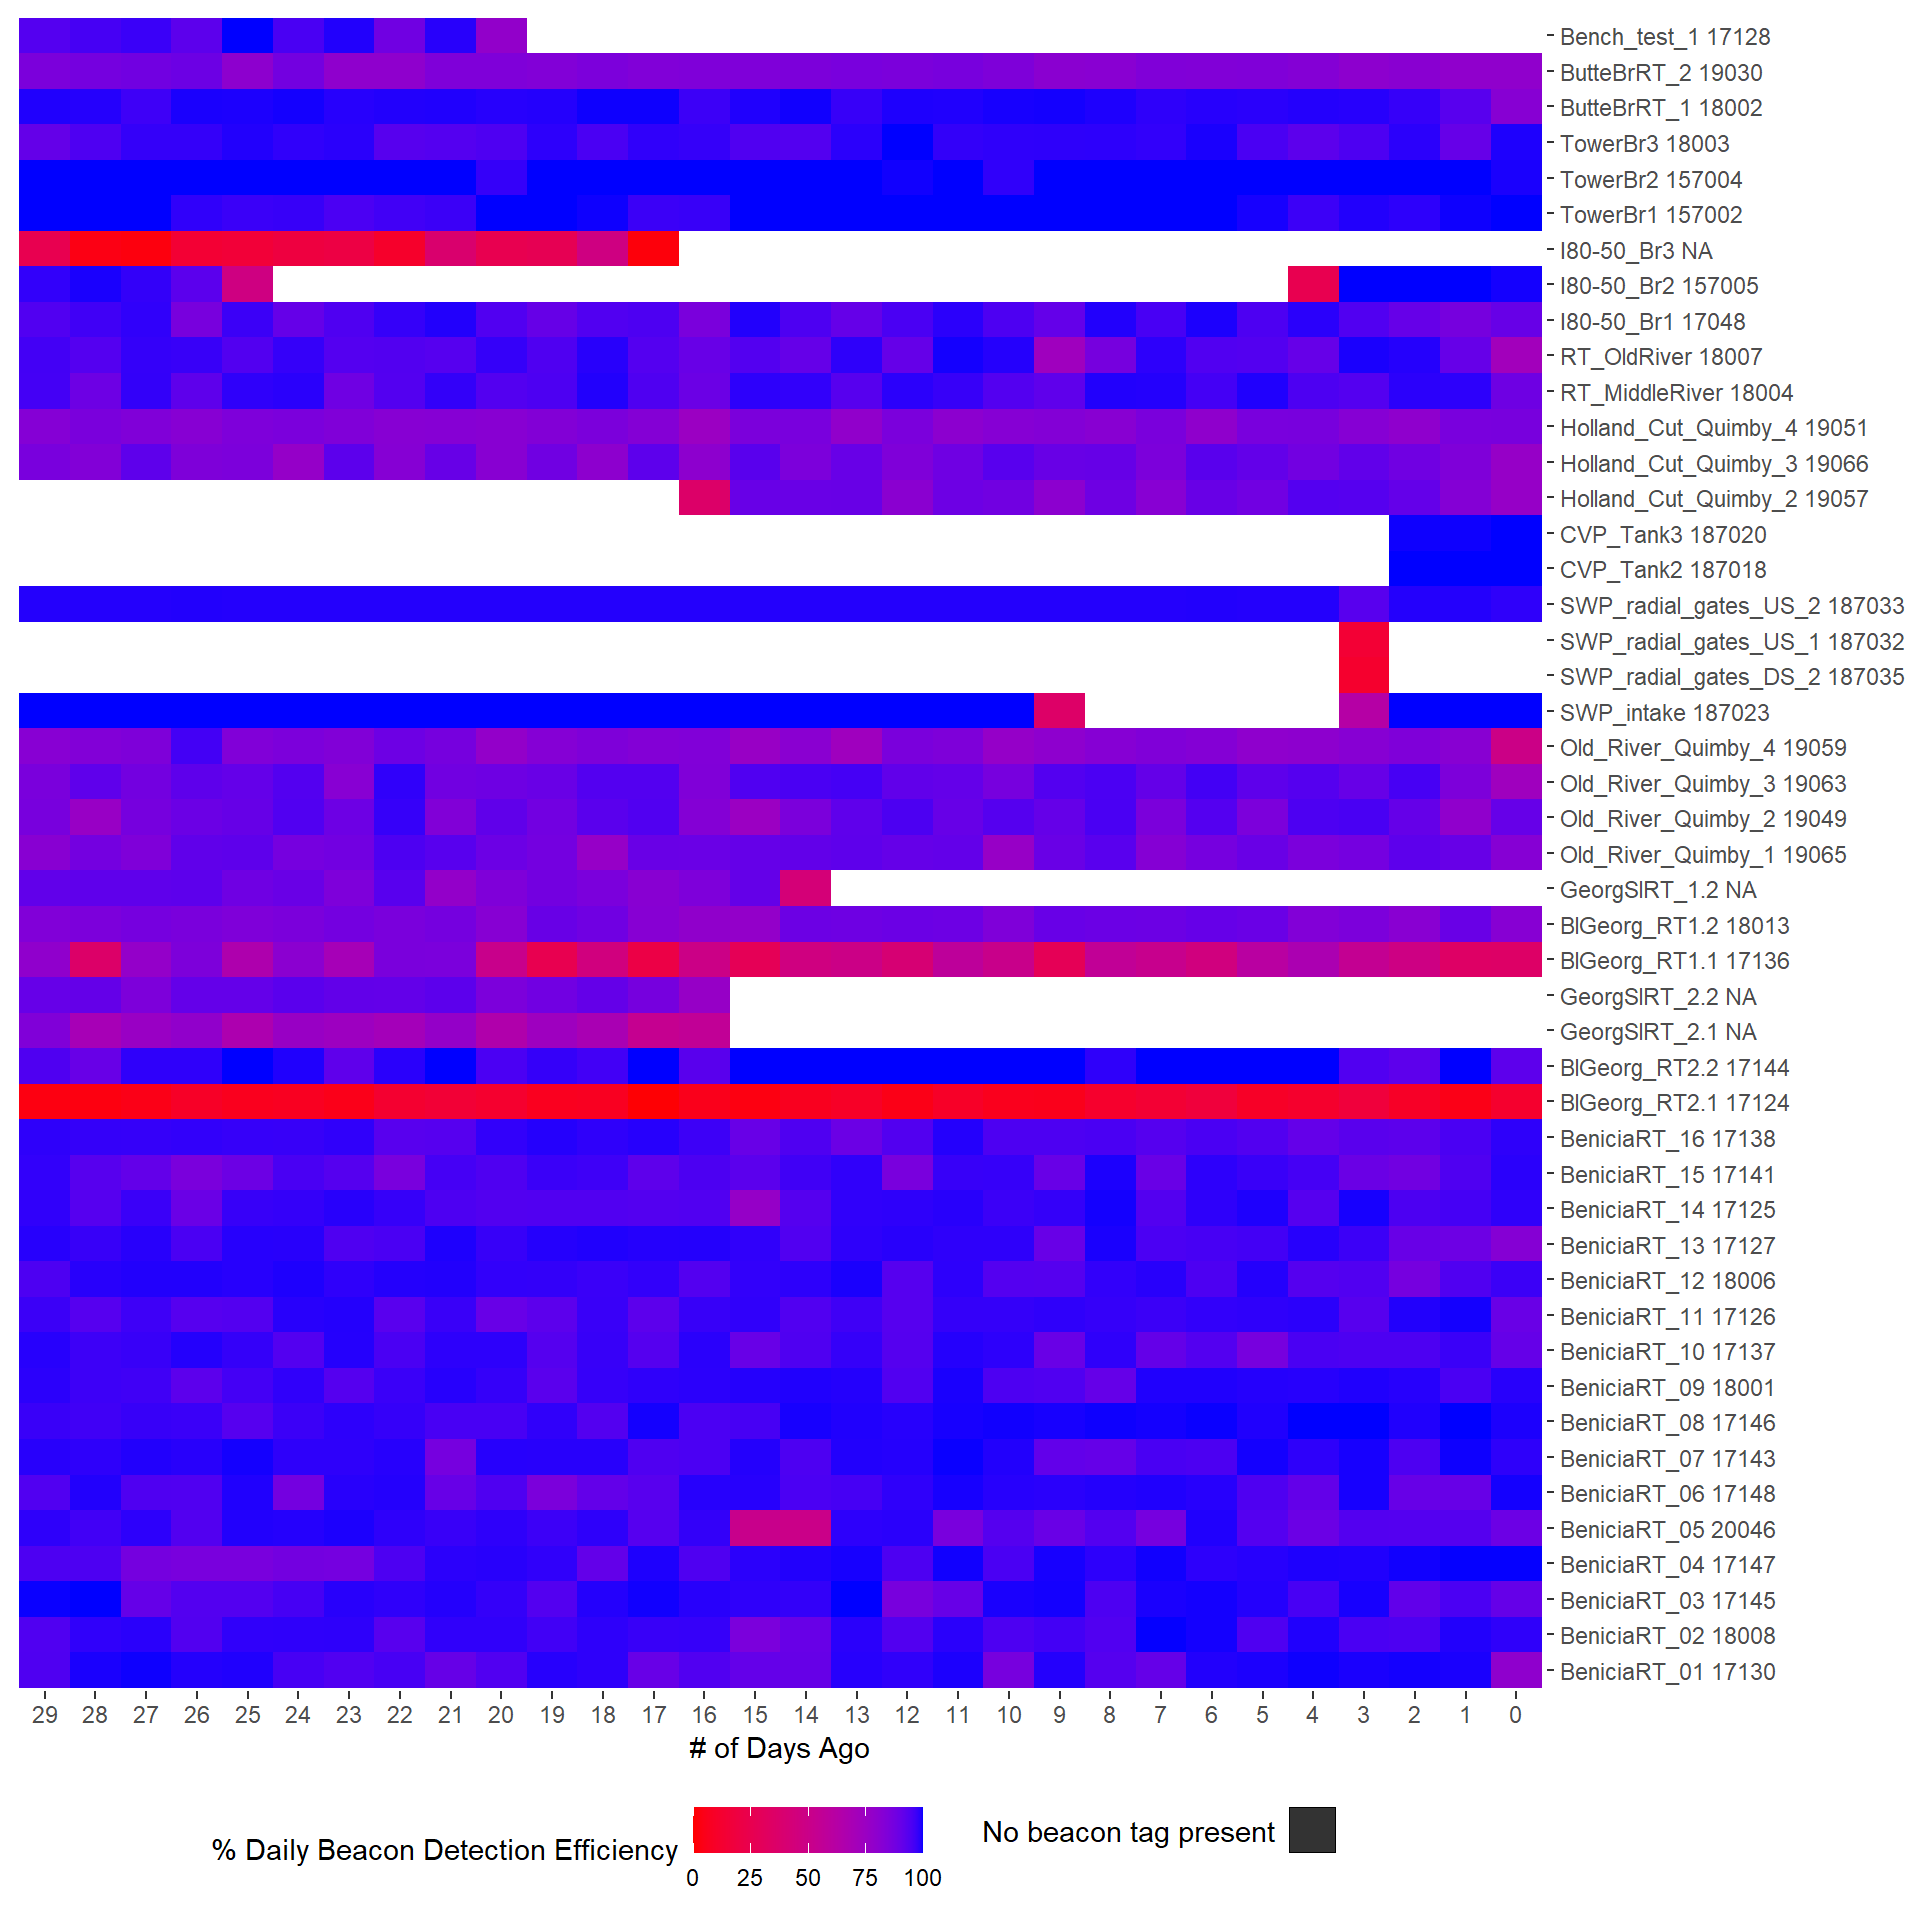 Bench_test_1 17128
ButteBrRT_2 19030
ButteBrRT_1 18002
TowerBr3 18003
TowerBr2 157004
TowerBr1 157002
I80-50_Br3 NA
I80-50_Br2 157005
I80-50_Br1 17048
RT_OldRiver 18007
RT_MiddleRiver 18004
Holland_Cut_Quimby_4 19051
Holland_Cut_Quimby_3 19066
Holland_Cut_Quimby_2 19057
CVP_Tank3 187020
CVP_Tank2 187018
SWP_radial_gates_US_2 187033
SWP_radial_gates_US_1 187032
SWP_radial_gates_DS_2 187035
SWP_intake 187023
Old_River_Quimby_4 19059
Old_River_Quimby_3 19063
Old_River_Quimby_2 19049
Old_River_Quimby_1 19065
GeorgSlRT_1.2 NA
BlGeorg_RT1.2 18013
BlGeorg_RT1.1 17136
GeorgSlRT_2.2 NA
GeorgSlRT_2.1 NA
BlGeorg_RT2.2 17144
BlGeorg_RT2.1 17124
BeniciaRT_16 17138
BeniciaRT_15 17141
BeniciaRT_14 17125
BeniciaRT_13 17127
BeniciaRT_12 18006
BeniciaRT_11 17126
BeniciaRT_10 17137
BeniciaRT_09 18001
BeniciaRT_08 17146
BeniciaRT_07 17143
BeniciaRT_06 17148
BeniciaRT_05 20046
BeniciaRT_04 17147
BeniciaRT_03 17145
BeniciaRT_02 18008
BeniciaRT_01 17130
29 28 27 26 25 24 23 22 21 20 19 18 17 16 15 14 13 12 11 10 9 8 7 6 5 4 3 2 1 0
# of Days Ago
% Daily Beacon Detection Efficiency
0 25 50 75 100
No beacon tag present